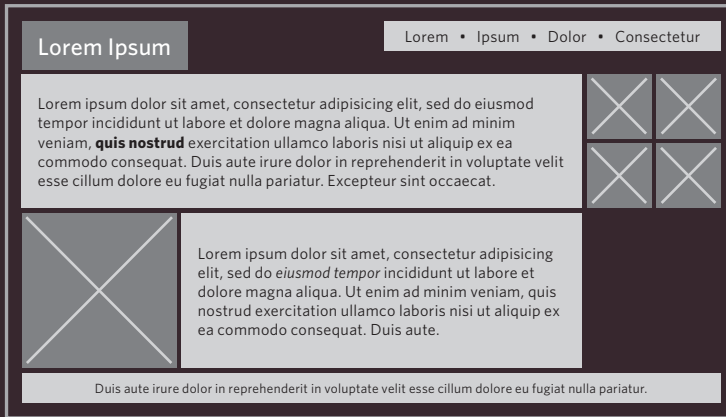 Lorem Ipsum
Lorem • Ipsum • Dolor • Consectetur
Lorem ipsum dolor sit amet, consectetur adipisicing elit, sed do eiusmod
tempor incididunt ut labore et dolore magna aliqua. Ut enim ad minim
veniam, quis nostrud exercitation ullamco laboris nisi ut aliquip ex ea
commodo consequat. Duis aute irure dolor in reprehenderit in voluptate velit
esse cillum dolore eu fugiat nulla pariatur. Excepteur sint occaecat.
Lorem ipsum dolor sit amet, consectetur adipisicing
elit, sed do eiusmod tempor incididunt ut labore et
dolore magna aliqua. Ut enim ad minim veniam, quis
nostrud exercitation ullamco laboris nisi ut aliquip ex
ea commodo consequat. Duis aute.
Duis aute irure dolor in reprehenderit in voluptate velit esse cillum dolore eu fugiat nulla pariatur.